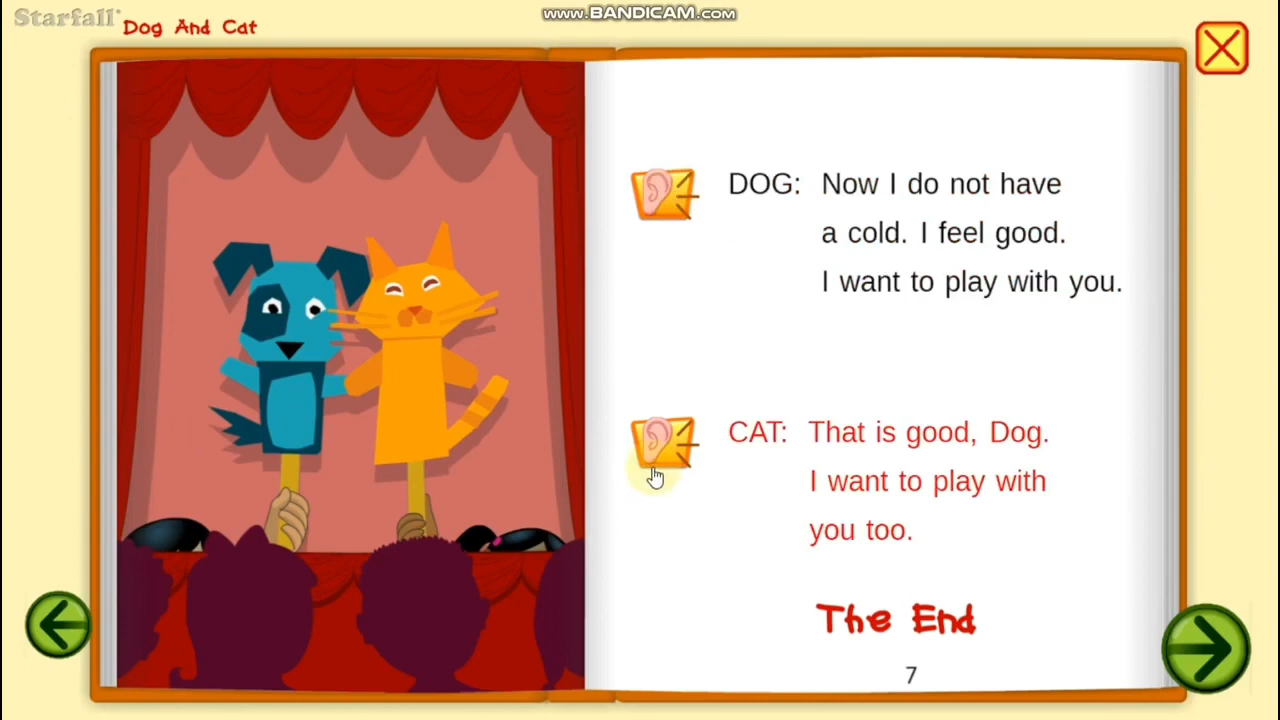 Starfall
www.BANDICAM.com
Dog And Cat
DOG: Now I do not have
a cold. I feel good.
I want to play with you.
CAT: That is good, Dog.
I want to play with
you too.
The End
7